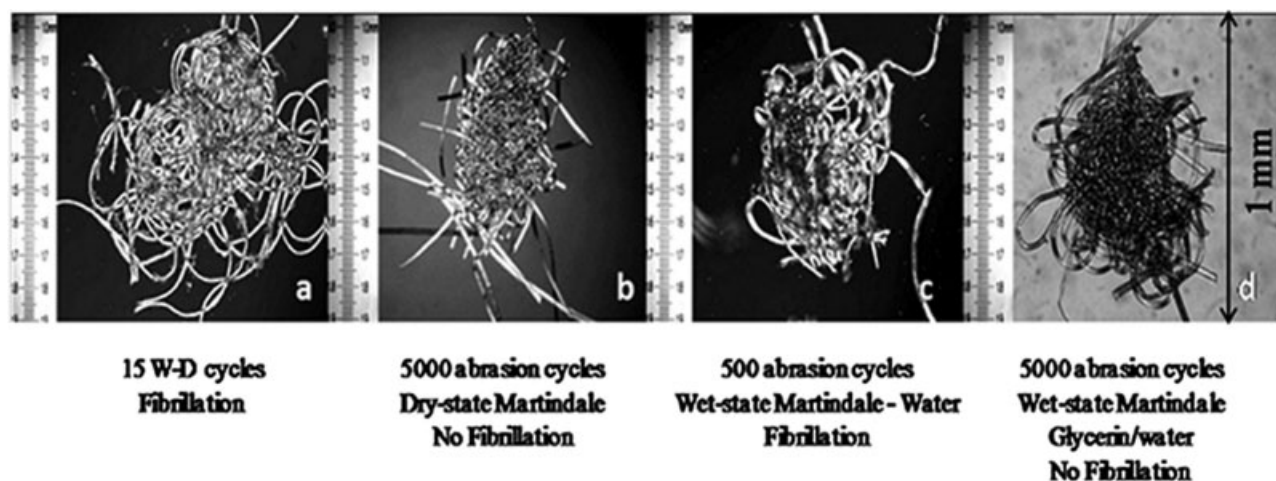 a
b
c
d
1 mm
15 W-D cycles
Fibrillation
5000 abrasion cycles
Dry-state Martindale
No Fibrillation
500 abrasion cycles
Wet-state Martindale - Water
Fibrillation
5000 abrasion cycles
Wet-state Martindale
Glycerin/water
No Fibrillation